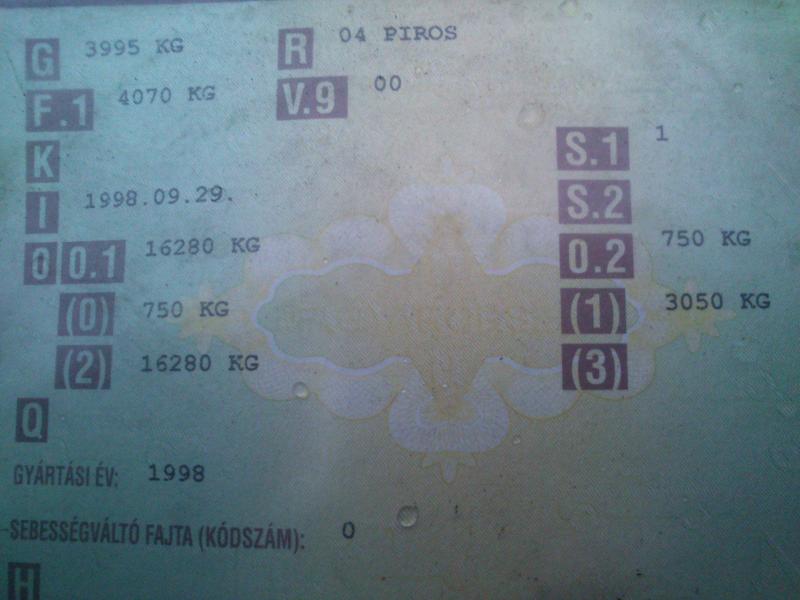 G 3995 KG R 04 PIROS
F.1 4070 KG V.9 00
K S.1 1
I 1998.09.29. S.2
O O.1 16280 KG O.2 750 KG
(0) 750 KG (1) 3050 KG
(2) 16280 KG (3)
Q
GYÁRTÁSI ÉV: 1998
SEBESSÉGVÁLTÓ FAJTA (KÓDSZÁM): 0
H